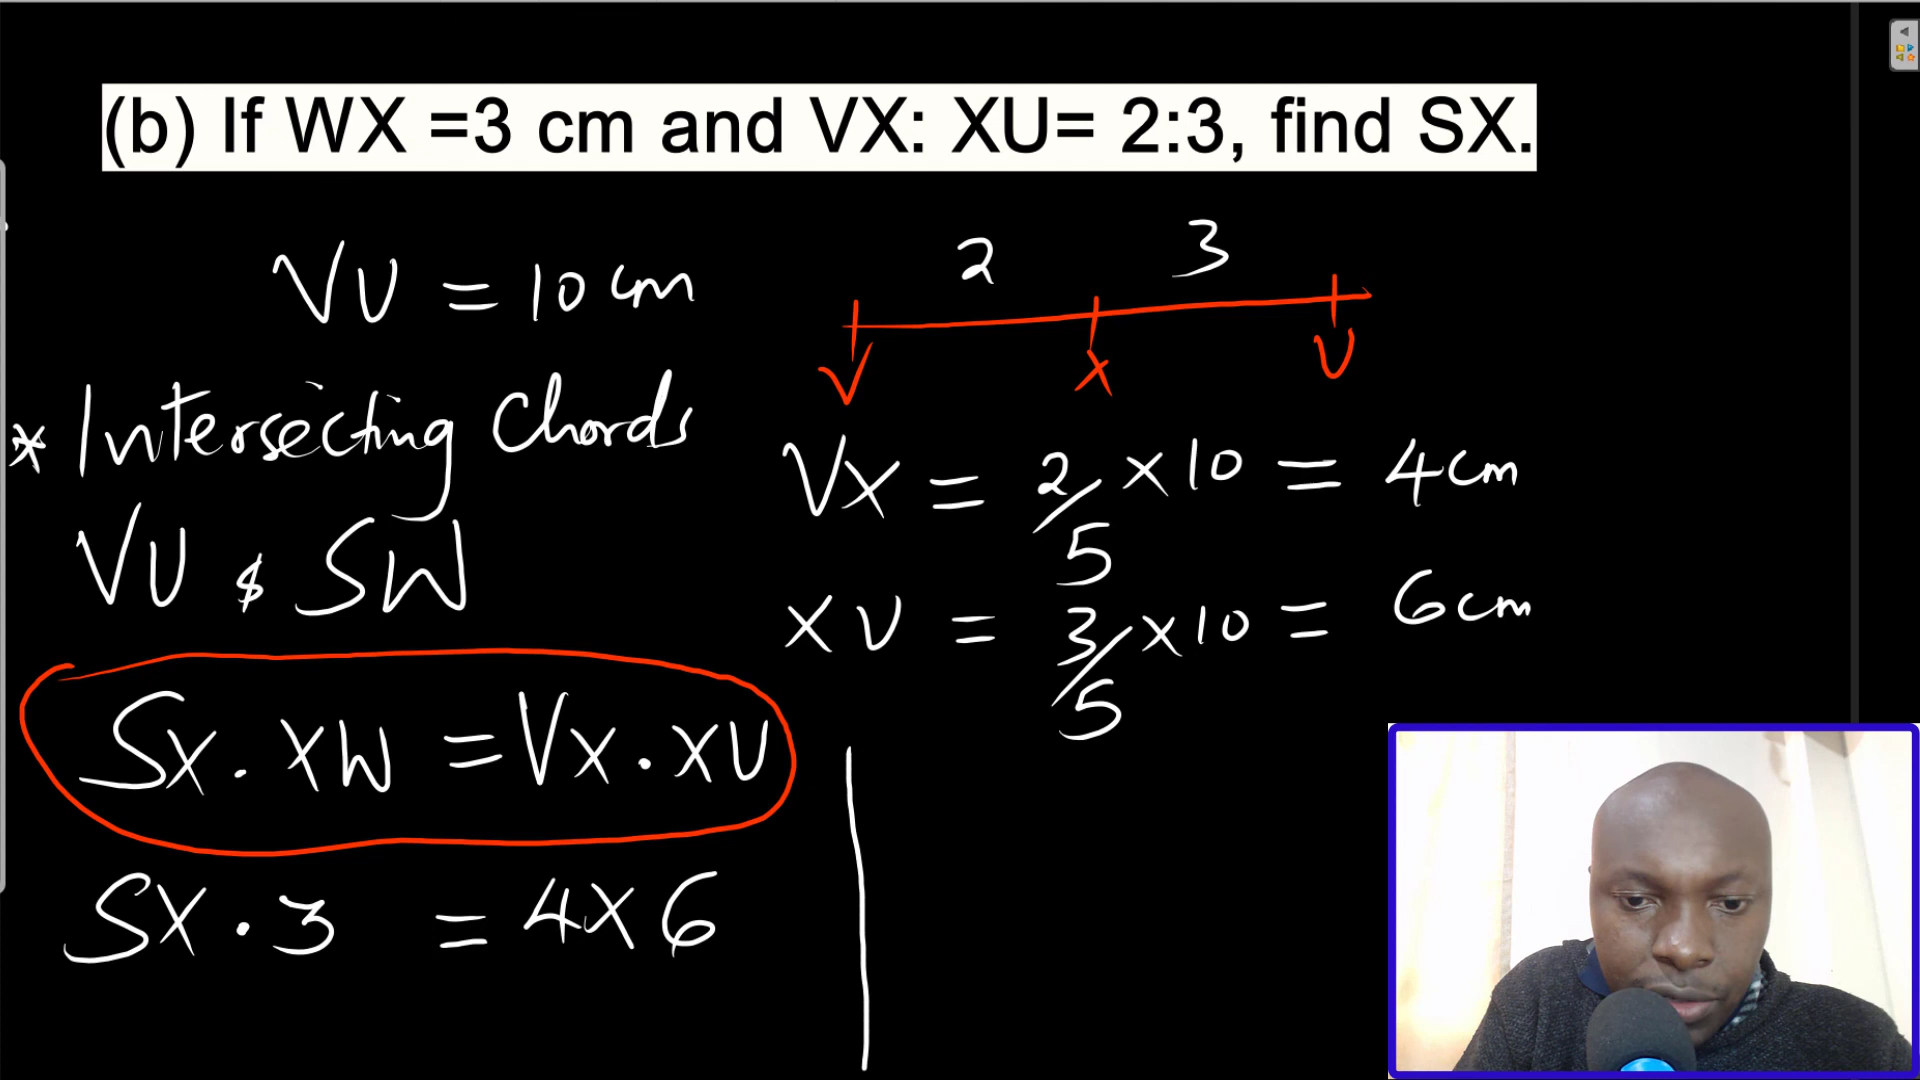 (b) If WX =3 cm and VX: XU= 2:3, find SX.
VU = 10 cm
* Intersecting Chords
VU & SW
SX . XW = VX . XU
SX . 3 = 4 X 6
2 3
V X U
VX = 2/5 X 10 = 4cm
XU = 3/5 X 10 = 6cm